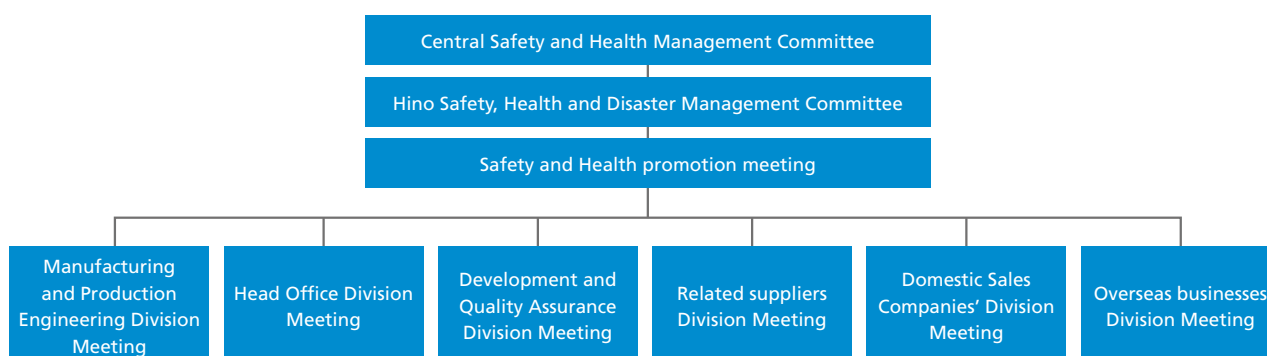 Central Safety and Health Management Committee
Hino Safety, Health and Disaster Management Committee
Safety and Health promotion meeting
Manufacturing
and Production
Engineering Division
Meeting
Head Office Division
Meeting
Development and
Quality Assurance
Division Meeting
Related suppliers
Division Meeting
Domestic Sales
Companies’ Division
Meeting
Overseas businesses
Division Meeting